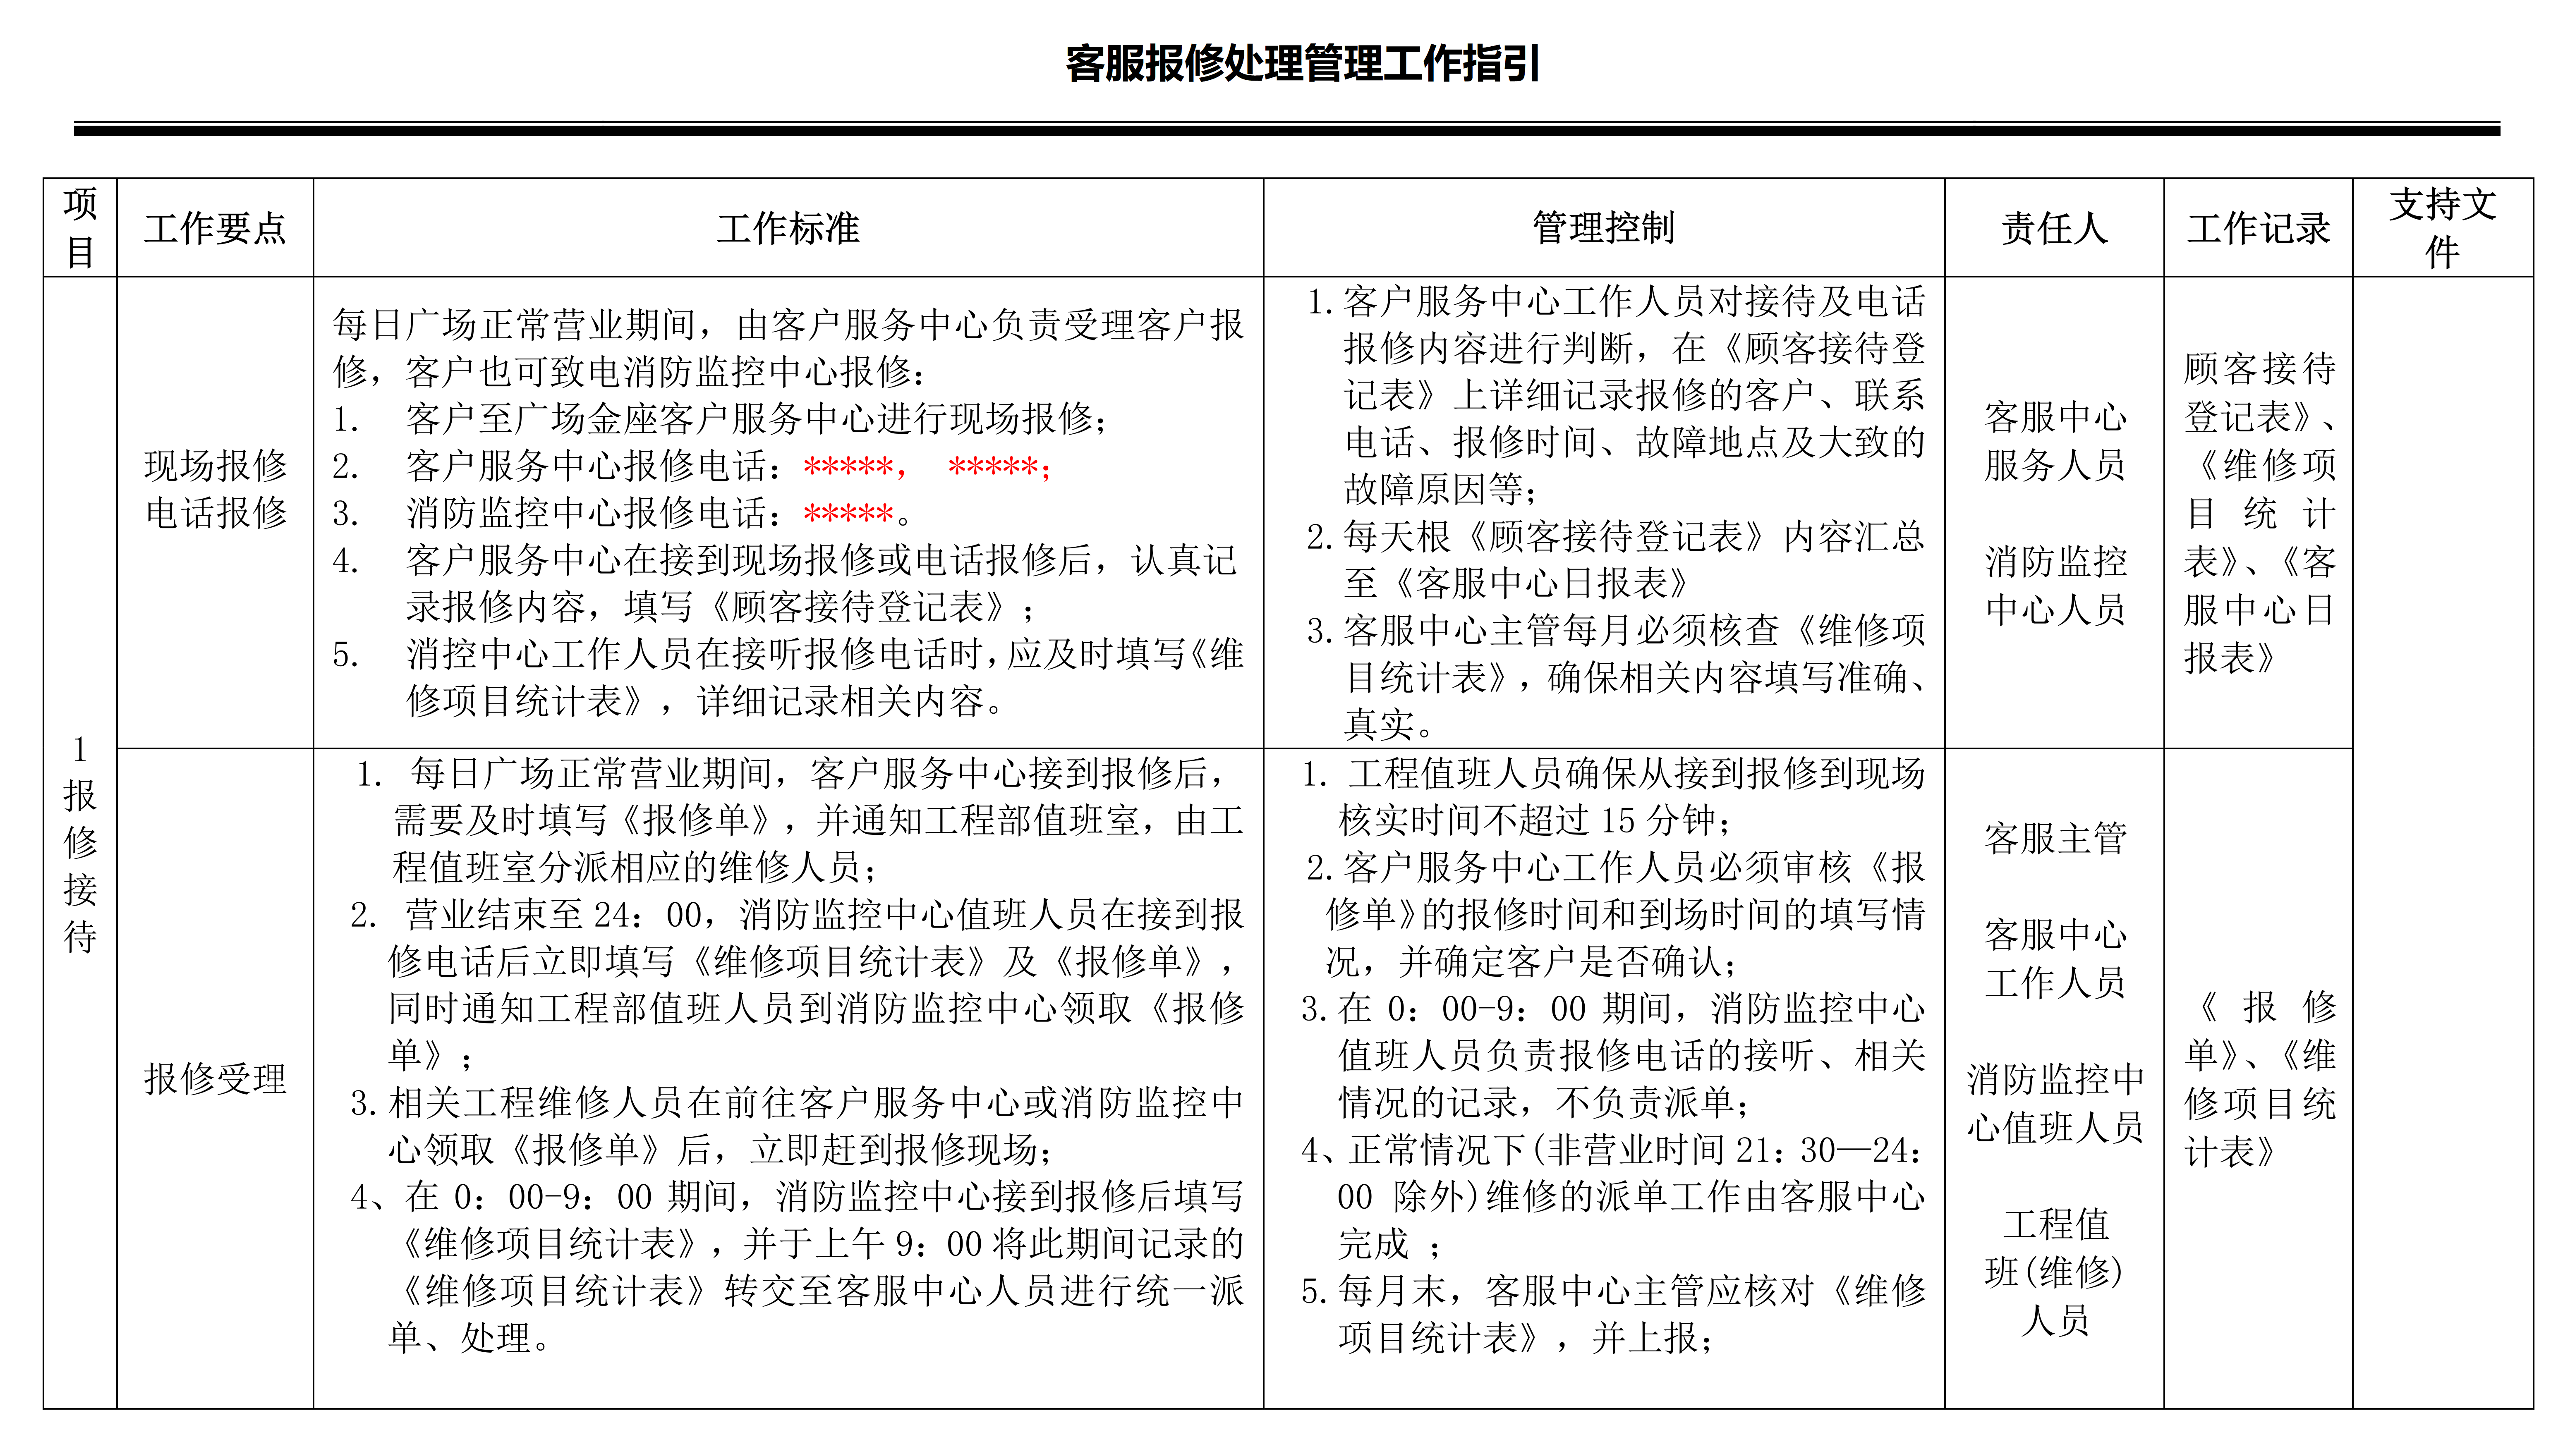 客服报修处理管理工作指引
项
目
工作要点
工作标准
管理控制
责任人
工作记录
支持文
件
1
报
修
接
待
现场报修
电话报修
每日广场正常营业期间，由客户服务中心负责受理客户报
修，客户也可致电消防监控中心报修：
1. 客户至广场金座客户服务中心进行现场报修；
2. 客户服务中心报修电话：*****， *****；
3. 消防监控中心报修电话：*****。
4. 客户服务中心在接到现场报修或电话报修后，认真记
录报修内容，填写《顾客接待登记表》；
5. 消控中心工作人员在接听报修电话时，应及时填写《维
修项目统计表》，详细记录相关内容。
1.客户服务中心工作人员对接待及电话
报修内容进行判断，在《顾客接待登
记表》上详细记录报修的客户、联系
电话、报修时间、故障地点及大致的
故障原因等；
2.每天根《顾客接待登记表》内容汇总
至《客服中心日报表》
3.客服中心主管每月必须核查《维修项
目统计表》，确保相关内容填写准确、
真实。
客服中心
服务人员
消防监控
中心人员
顾客接待
登记表》、
《维修项
目统计
表》、《客
服中心日
报表》
报修受理
1. 每日广场正常营业期间，客户服务中心接到报修后，
需要及时填写《报修单》，并通知工程部值班室，由工
程值班室分派相应的维修人员；
2. 营业结束至24：00，消防监控中心值班人员在接到报
修电话后立即填写《维修项目统计表》及《报修单》，
同时通知工程部值班人员到消防监控中心领取《报修
单》；
3.相关工程维修人员在前往客户服务中心或消防监控中
心领取《报修单》后，立即赶到报修现场；
4、在 0：00-9：00 期间，消防监控中心接到报修后填写
《维修项目统计表》，并于上午9：00将此期间记录的
《维修项目统计表》转交至客服中心人员进行统一派
单、处理。
1. 工程值班人员确保从接到报修到现场
核实时间不超过15分钟；
2.客户服务中心工作人员必须审核《报
修单》的报修时间和到场时间的填写情
况，并确定客户是否确认；
3.在 0：00-9：00 期间，消防监控中心
值班人员负责报修电话的接听、相关
情况的记录，不负责派单；
4、正常情况下(非营业时间21：30—24：
00 除外)维修的派单工作由客服中心
完成 ；
5.每月末，客服中心主管应核对《维修
项目统计表》，并上报；
客服主管
客服中心
工作人员
消防监控中
心值班人员
工程值
班(维修)
人员
《报修
单》、《维
修项目统
计表》